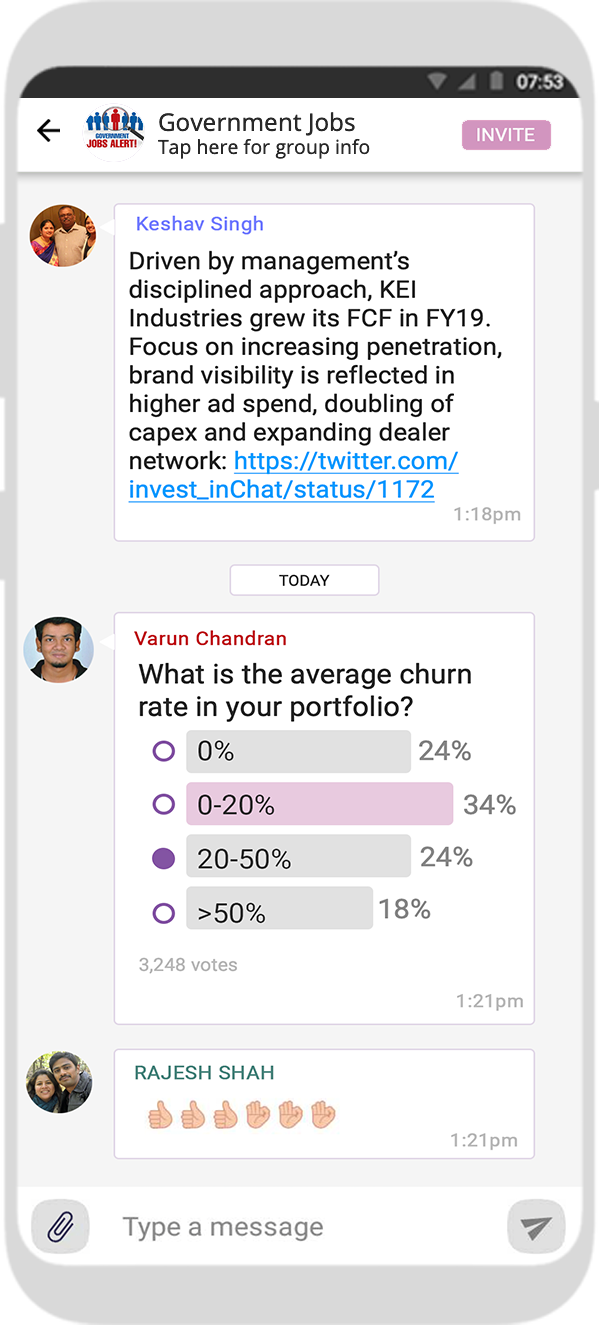 07:53
Government Jobs
Tap here for group info
INVITE
GOVERNMENT
JOBS ALERT!
Keshav Singh
Driven by management’s
disciplined approach, KEI
Industries grew its FCF in FY19.
Focus on increasing penetration,
brand visibility is reflected in
higher ad spend, doubling of
capex and expanding dealer
network: https://twitter.com/
invest_inChat/status/1172
1:18pm
TODAY
Varun Chandran
What is the average churn
rate in your portfolio?
0% 24%
0-20% 34%
20-50% 24%
>50% 18%
3,248 votes
1:21pm
RAJESH SHAH
1:21pm
Type a message